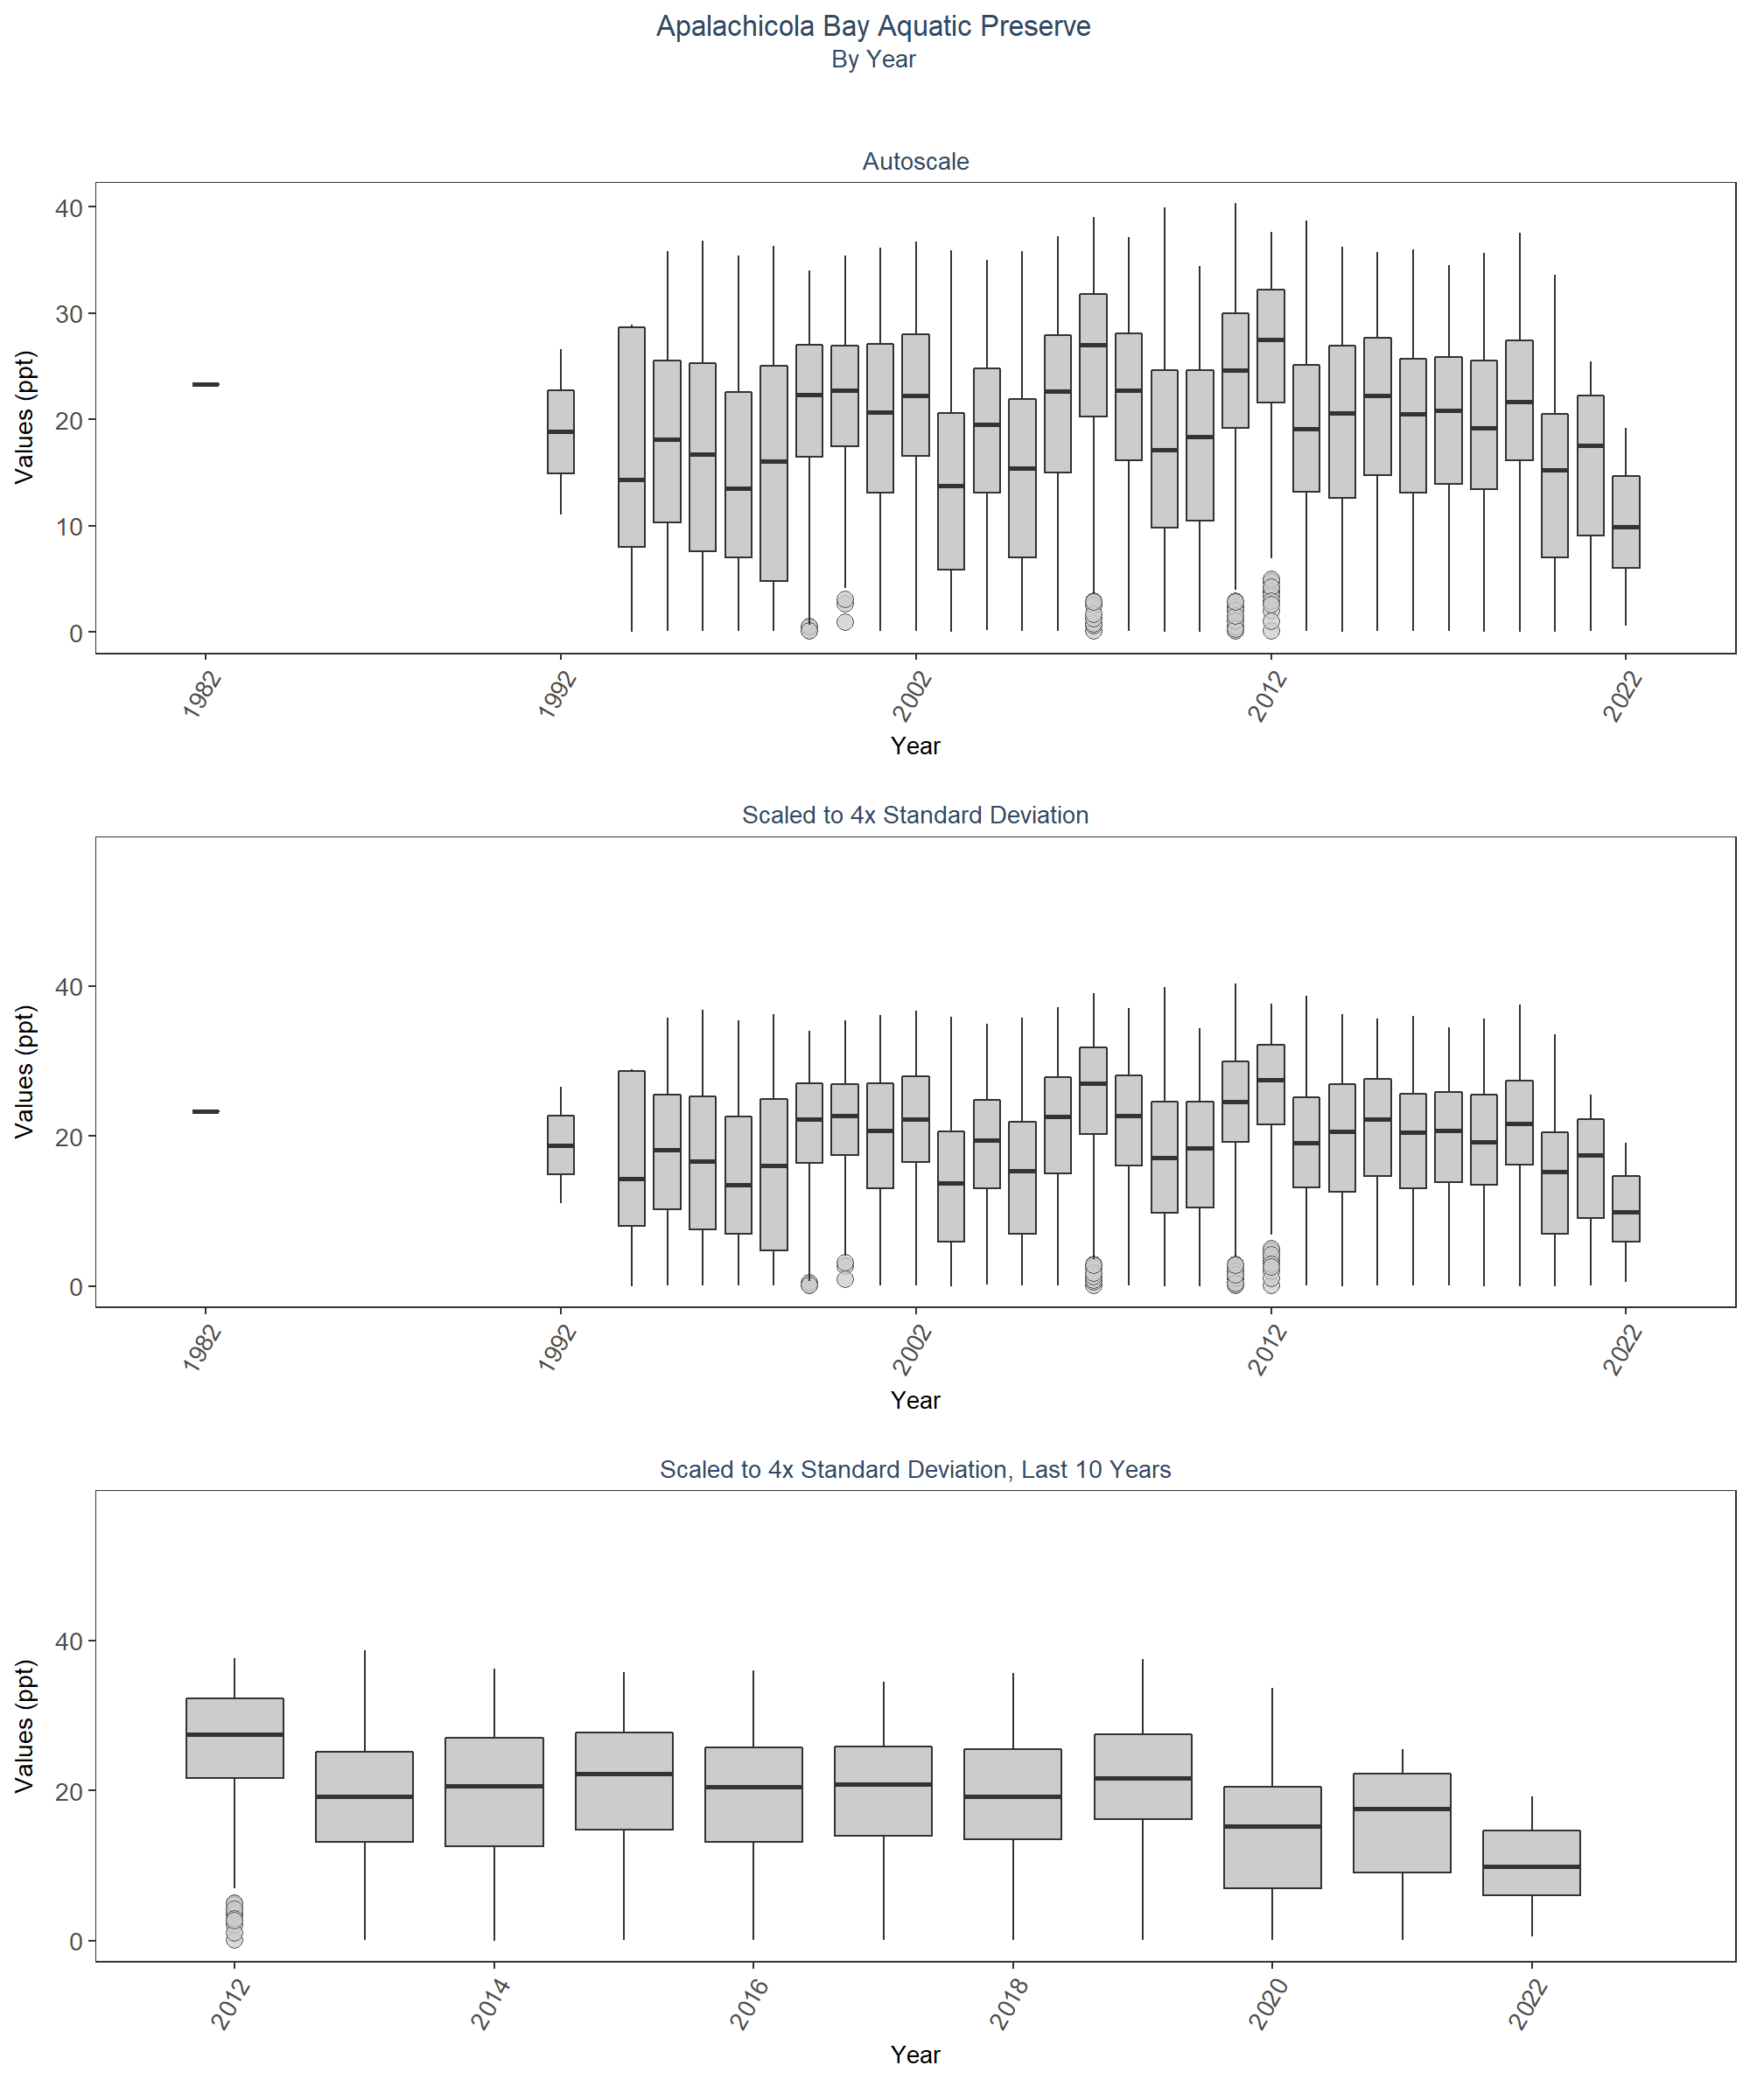 Apalachicola Bay Aquatic Preserve
By Year
Autoscale
Values (ppt)
40
30
20
10
0
1982
1992
2002
2012
2022
Year
Scaled to 4x Standard Deviation
Values (ppt)
40
20
0
1982
1992
2002
2012
2022
Year
Scaled to 4x Standard Deviation, Last 10 Years
Values (ppt)
40
20
0
2012
2014
2016
2018
2020
2022
Year